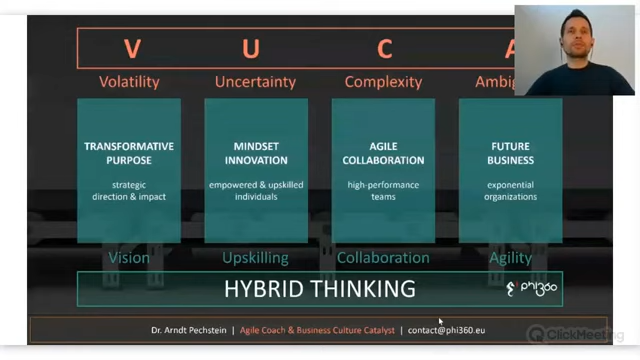 V U C A
Volatility Uncertainty Complexity
TRANSFORMATIVE
PURPOSE
strategic
direction & impact
MINDSET
INNOVATION
empowered & upskilled
individuals
AGILE
COLLABORATION
high-performance
teams
FUTURE
BUSINESS
exponential
organizations
Vision Upskilling Collaboration Agility
HYBRID THINKING
phi360
Dr. Arndt Pechstein | Agile Coach & Business Culture Catalyst | contact@phi360.eu
ClickMeeting